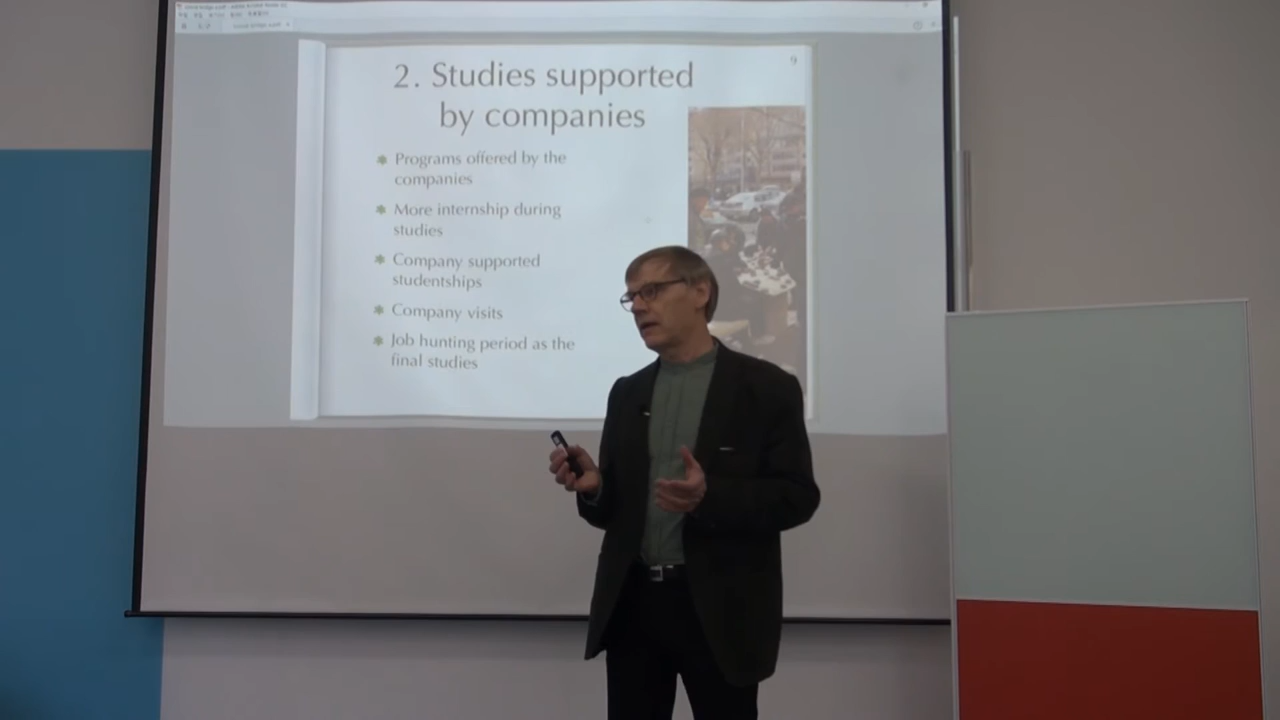 9
2. Studies supported
by companies
Programs offered by the
companies
More internship during
studies
Company supported
studentships
Company visits
Job hunting period as the
final studies